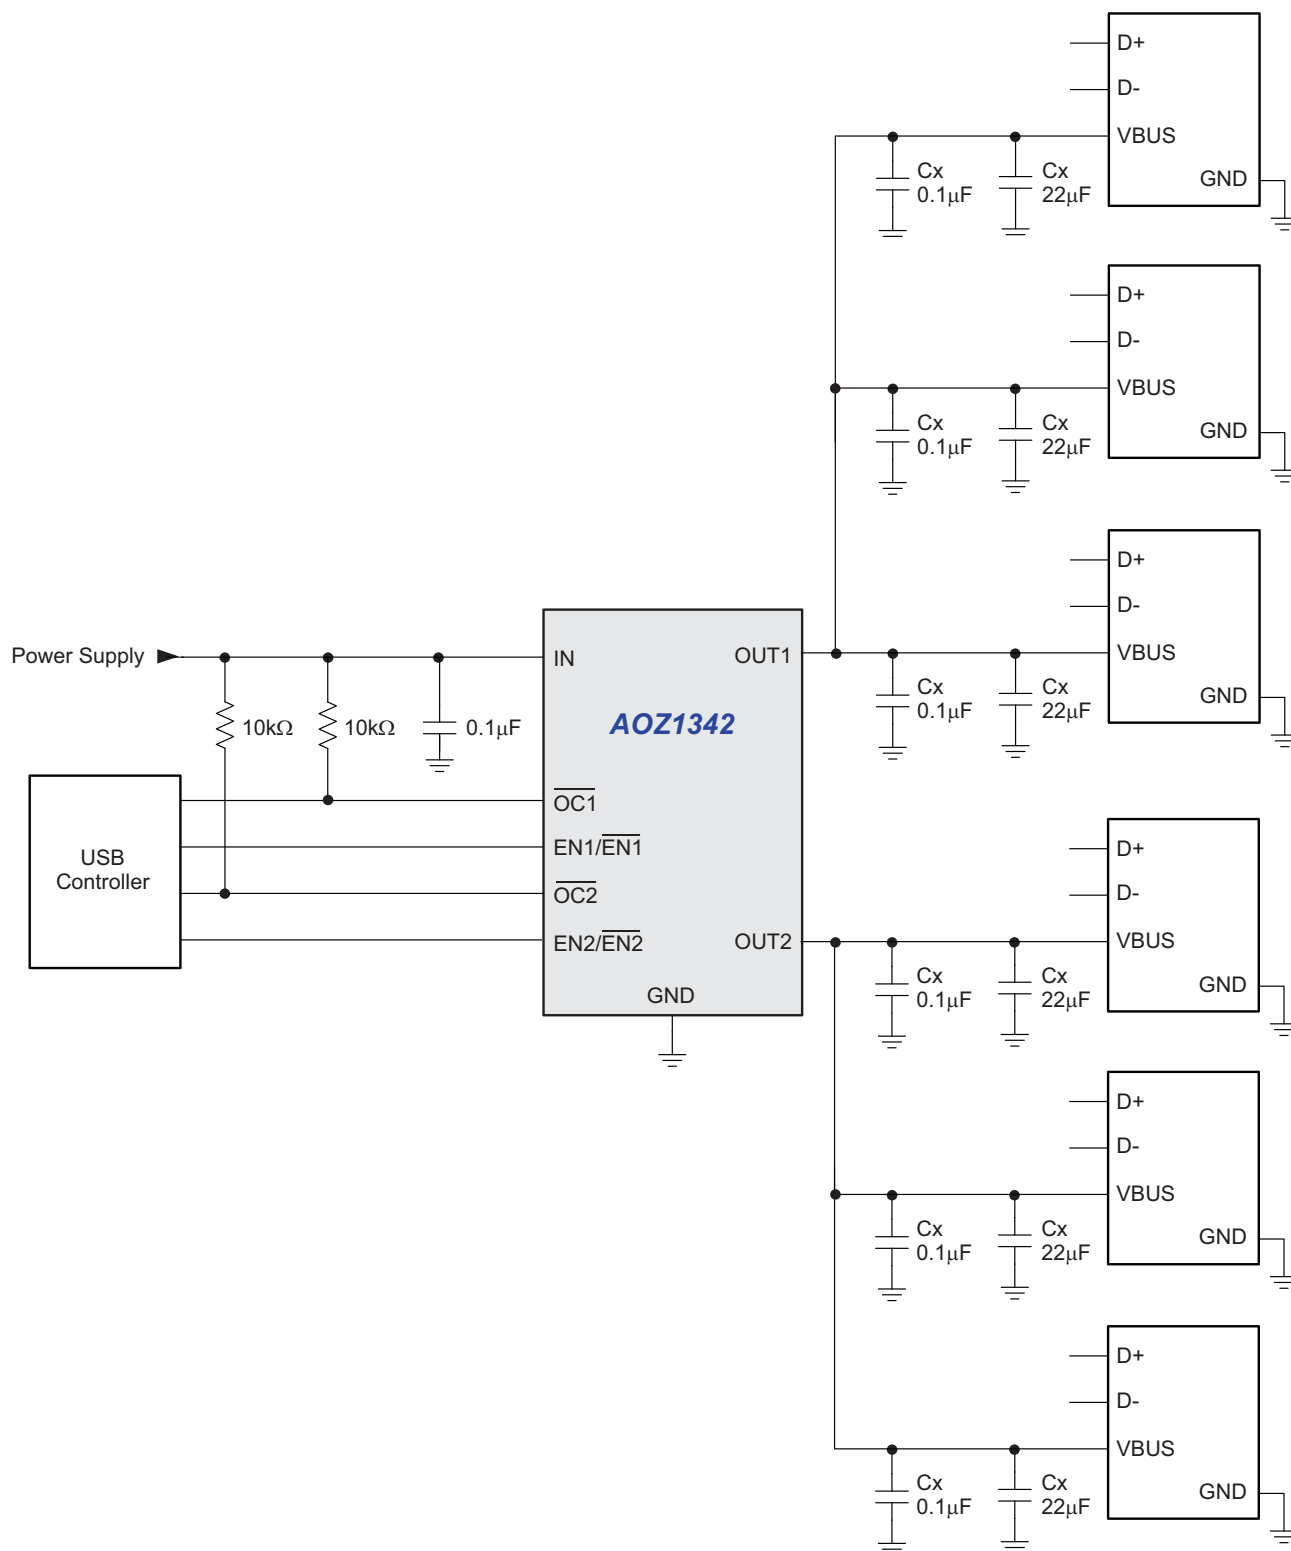 D+
D-
VBUS
GND
Cx
0.1μF
Cx
22μF
D+
D-
VBUS
GND
Cx
0.1μF
Cx
22μF
D+
D-
VBUS
GND
Cx
0.1μF
Cx
22μF
Power Supply
10kΩ
10kΩ
0.1μF
USB
Controller
IN
OUT1
AOZ1342
OC1
EN1/EN1
OC2
EN2/EN2
OUT2
GND
D+
D-
VBUS
GND
Cx
0.1μF
Cx
22μF
D+
D-
VBUS
GND
Cx
0.1μF
Cx
22μF
D+
D-
VBUS
GND
Cx
0.1μF
Cx
22μF